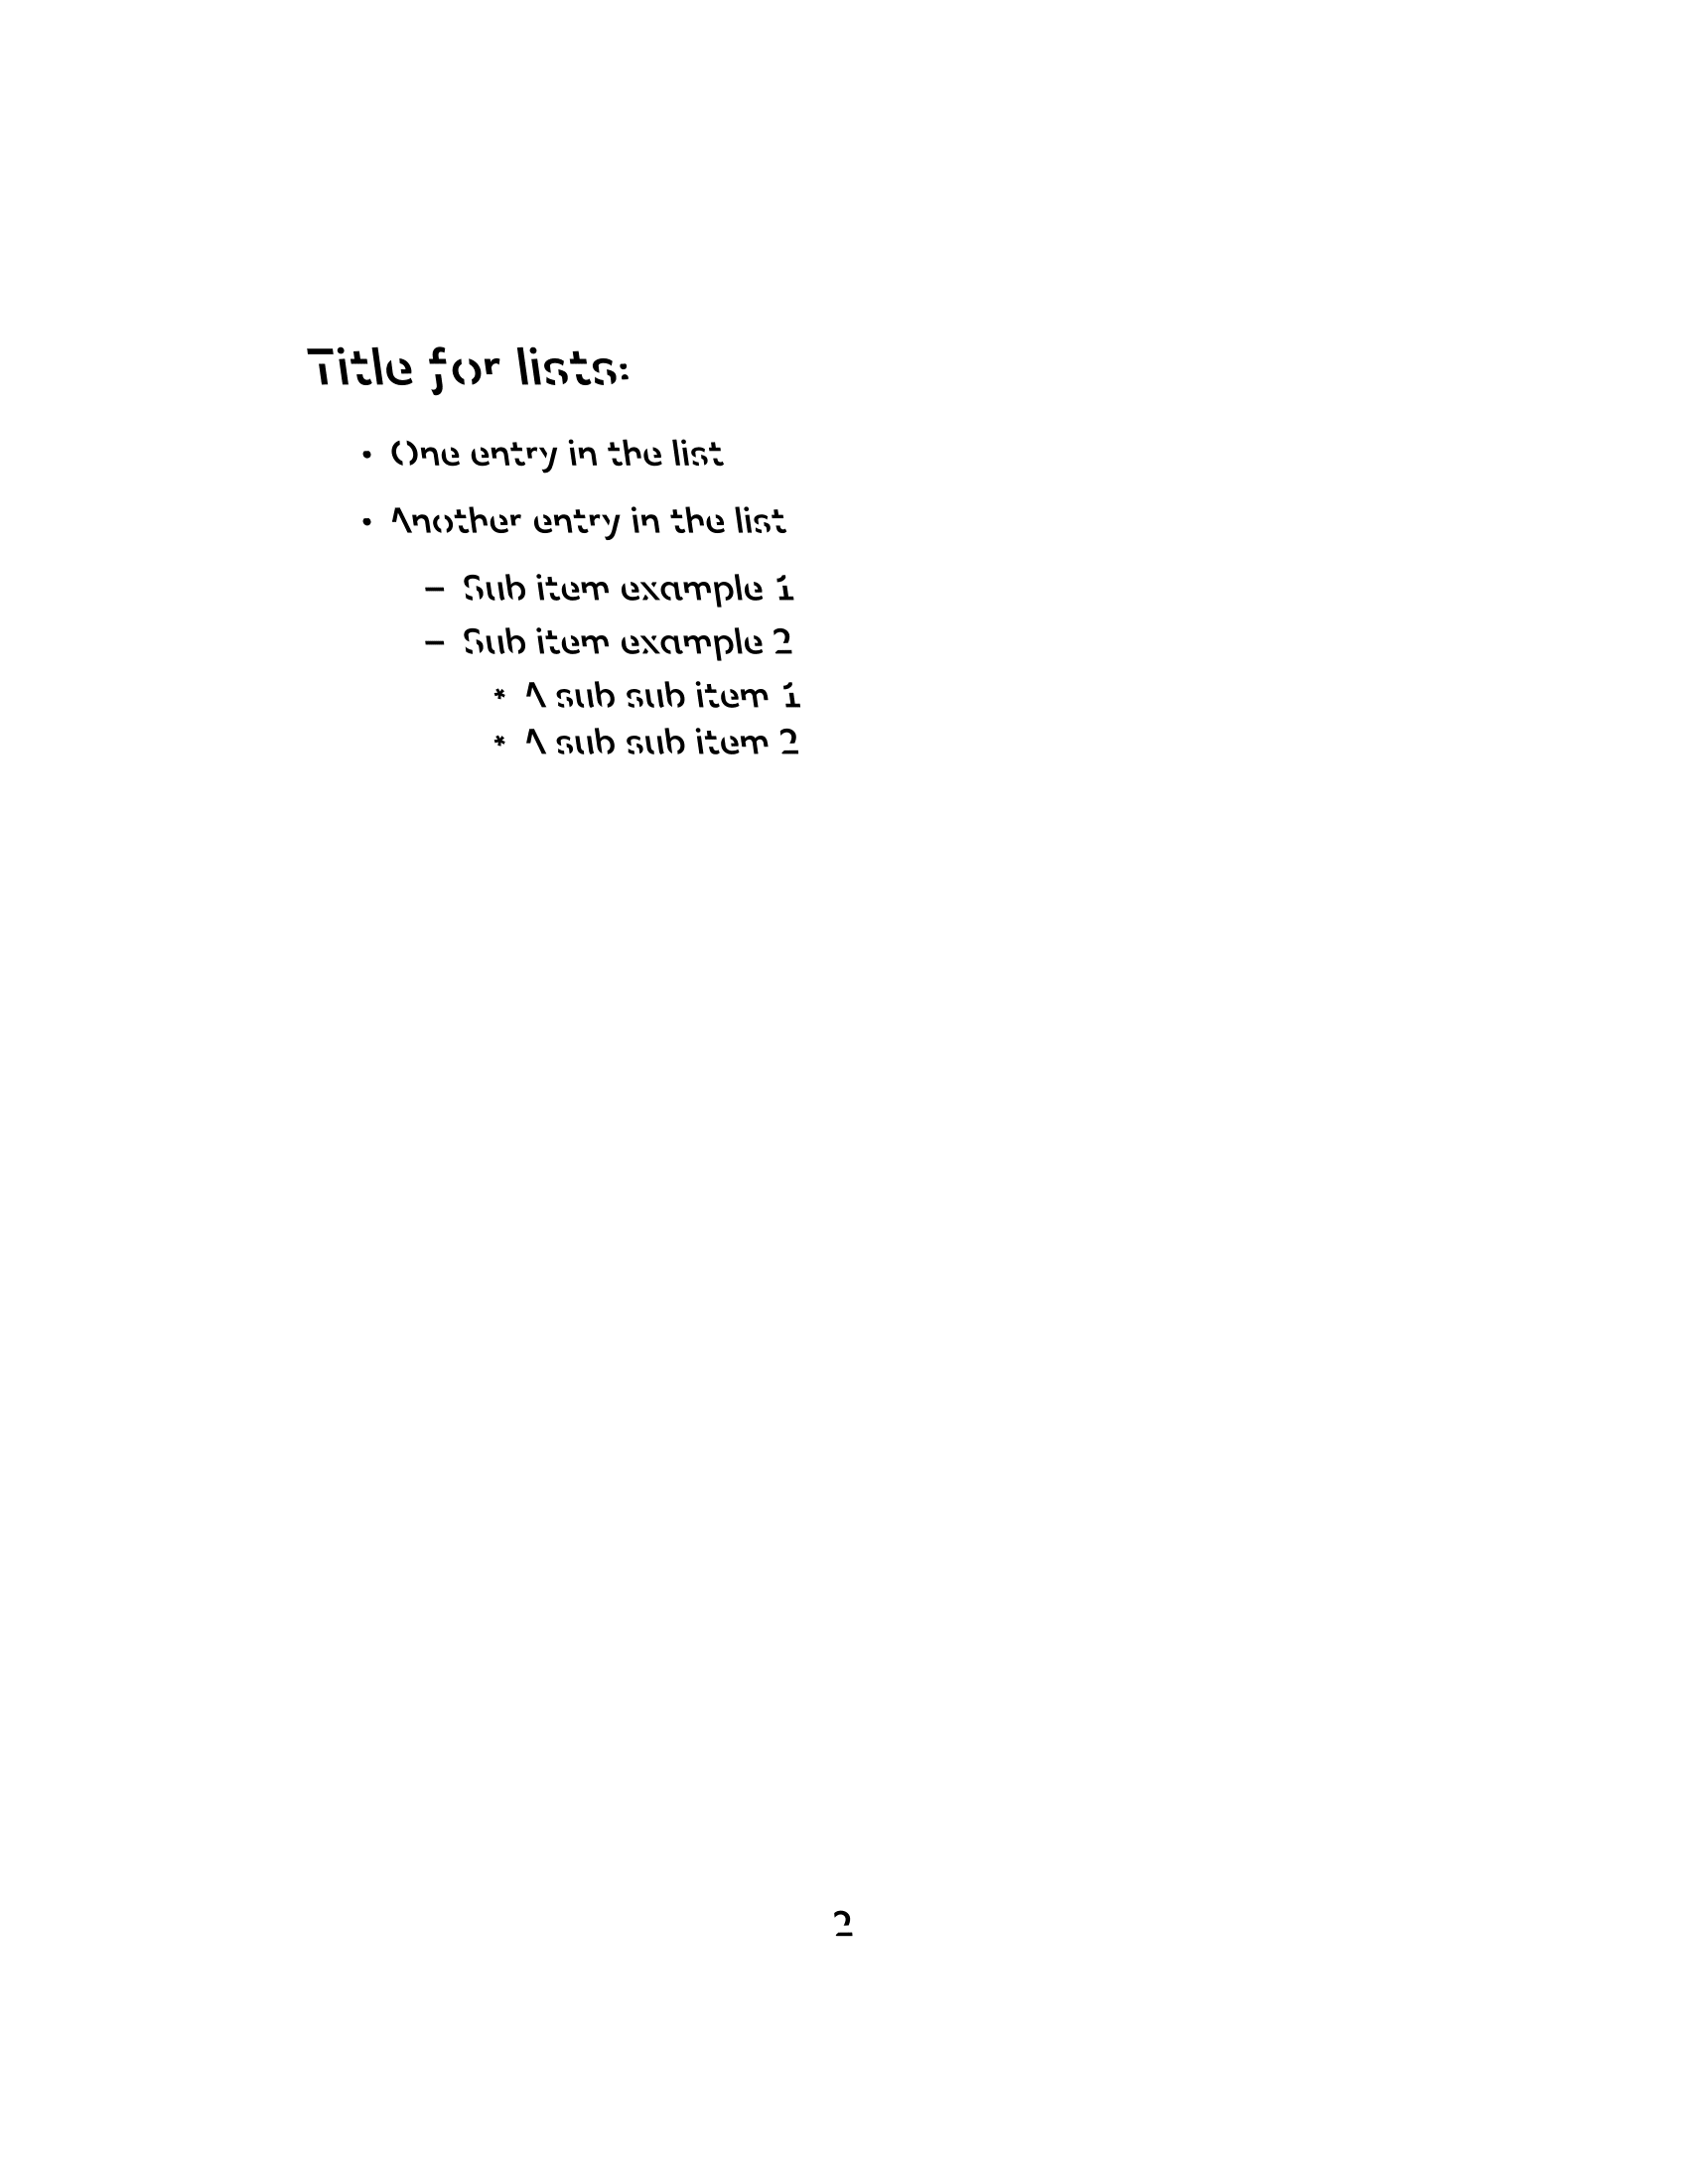 Title for lists:
• One entry in the list
• Another entry in the list
– Sub item example 1
– Sub item example 2
* A sub sub item 1
* A sub sub item 2
2